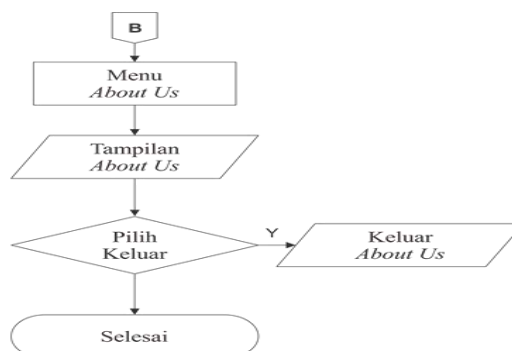 B
Menu
About Us
Tampilan
About Us
Pilih
Keluar
Y
Keluar
About Us
Selesai